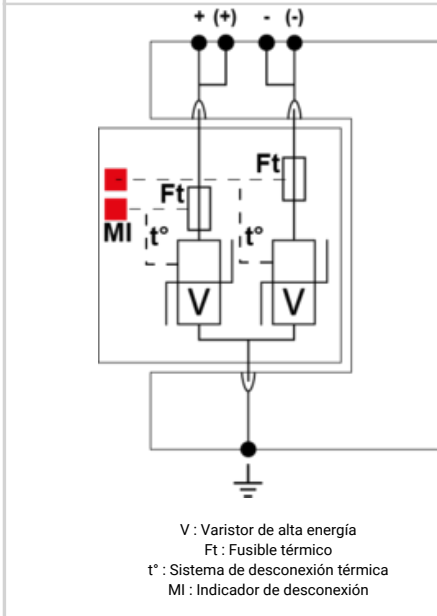 + (+) - (-)
Ft
Ft
MI t° t°
V V
V : Varistor de alta energía
Ft : Fusible térmico
t° : Sistema de desconexión térmica
MI : Indicador de desconexión